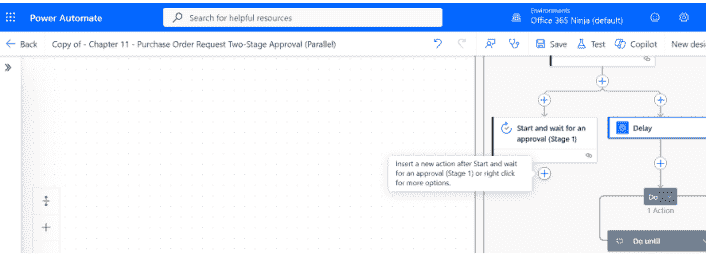 Power Automate
Search for helpful resources
Environments
Office 365 Ninja (default)
Back
Copy of - Chapter 11 - Purchase Order Request Two-Stage Approval (Parallel)
Save
Test
Copilot
New desi
Start and wait for an
approval (Stage 1)
Delay
Insert a new action after Start and wait
for an approval (Stage 1) or right click
for more options.
Do
1 Action
Do until